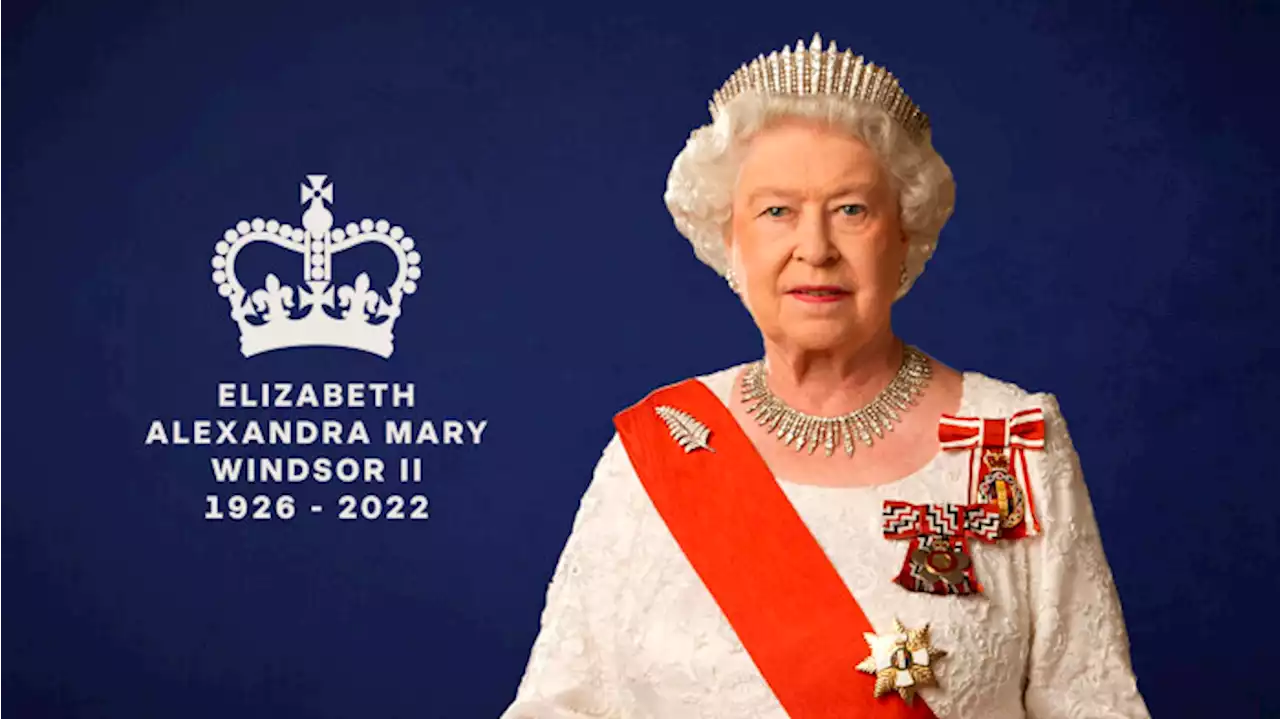 ELIZABETH
ALEXANDRA MARY
WINDSOR II
1926 - 2022